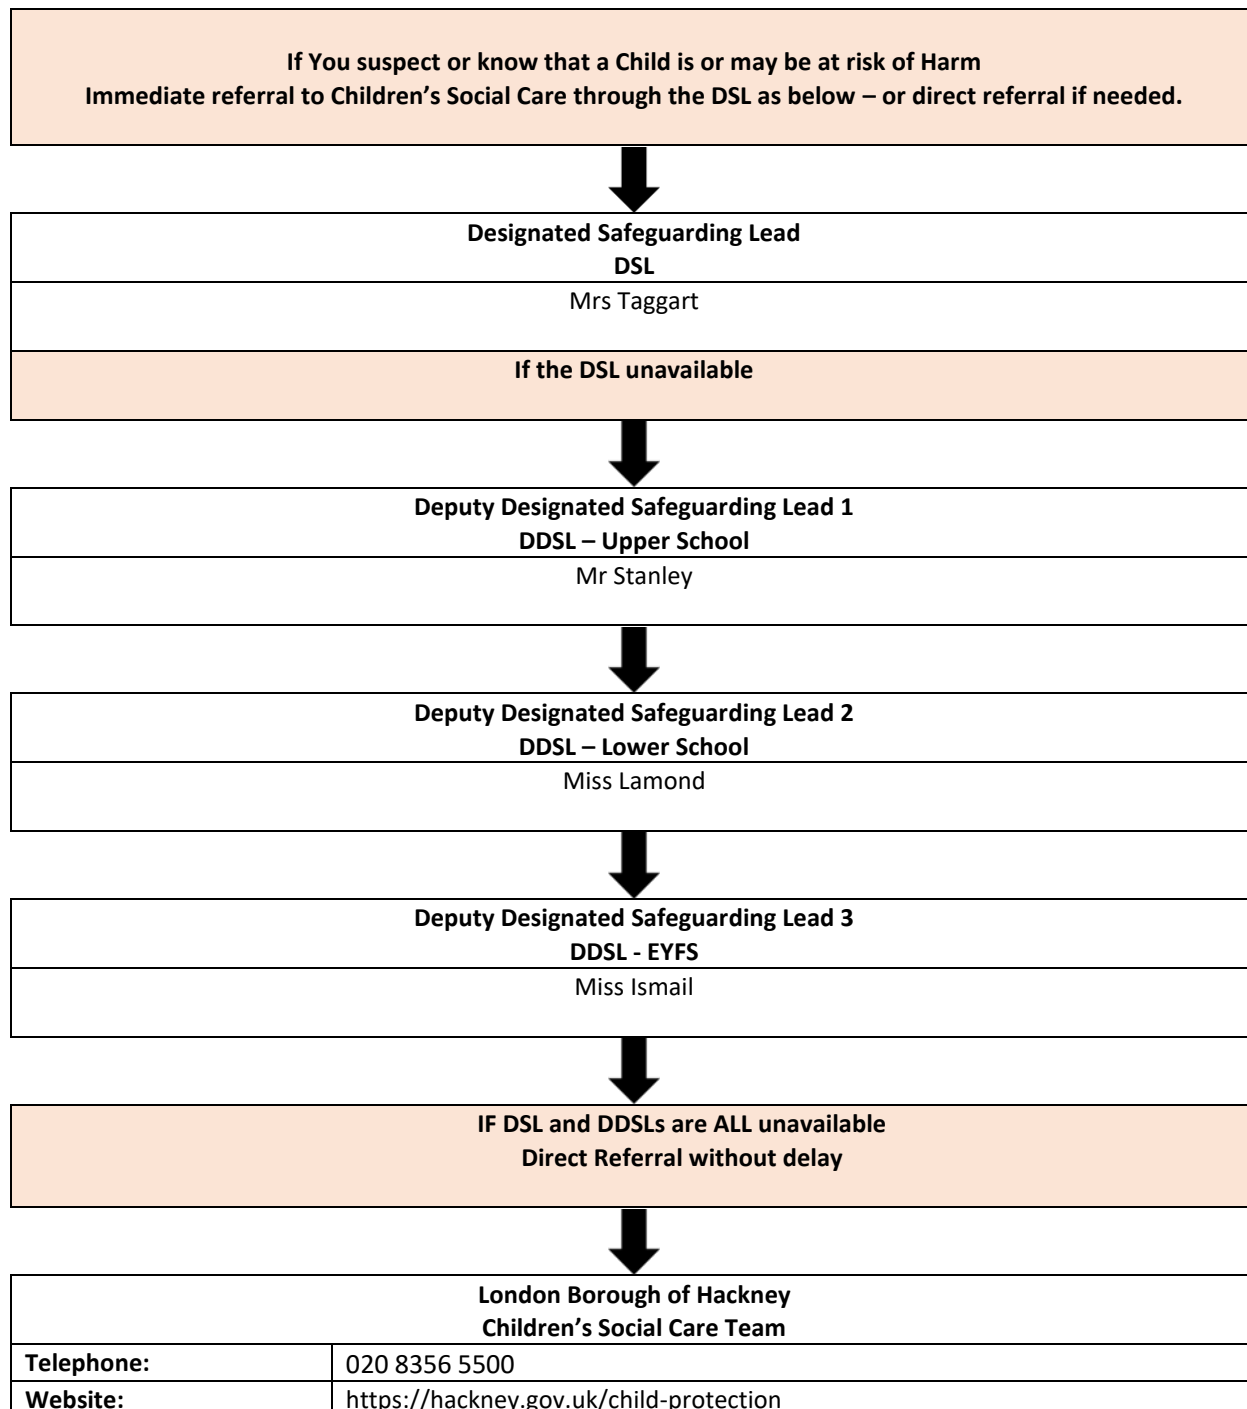 If You suspect or know that a Child is or may be at risk of Harm
Immediate referral to Children’s Social Care through the DSL as below – or direct referral if needed.
Designated Safeguarding Lead
DSL
Mrs Taggart
If the DSL unavailable
Deputy Designated Safeguarding Lead 1
DDSL – Upper School
Mr Stanley
Deputy Designated Safeguarding Lead 2
DDSL – Lower School
Miss Lamond
Deputy Designated Safeguarding Lead 3
DDSL - EYFS
Miss Ismail
IF DSL and DDSLs are ALL unavailable
Direct Referral without delay
London Borough of Hackney
Children’s Social Care Team
Telephone: 020 8356 5500
Website: https://hackney.gov.uk/child-protection